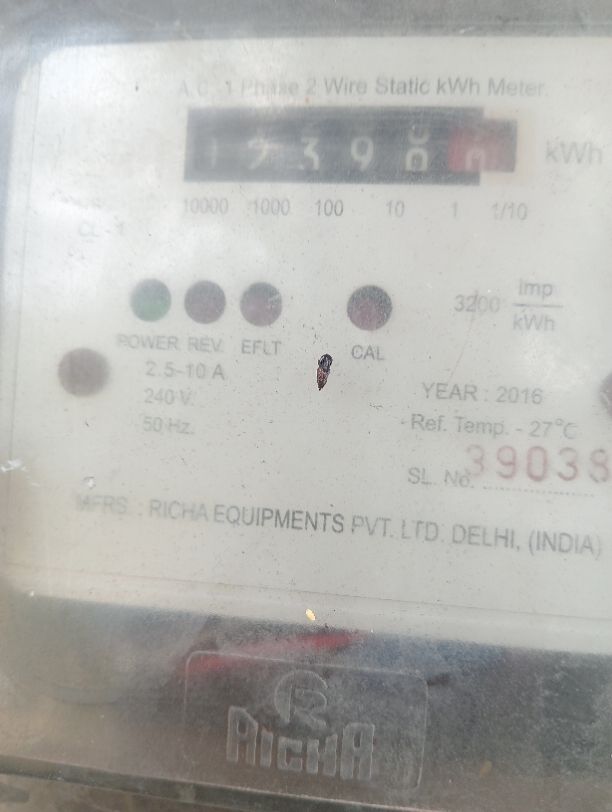 A.C. 1 Phase 2 Wire Static kWh Meter.
kWh
10000 1000 100 10 1 1/10
CL-1
3200 Imp/kWh
POWER REV. EFLT CAL
2.5-10 A
240 V.
50 Hz.
YEAR : 2016
Ref. Temp. - 27°C
SL. No. 39038
MFRS. : RICHA EQUIPMENTS PVT. LTD. DELHI, (INDIA)
RICHA